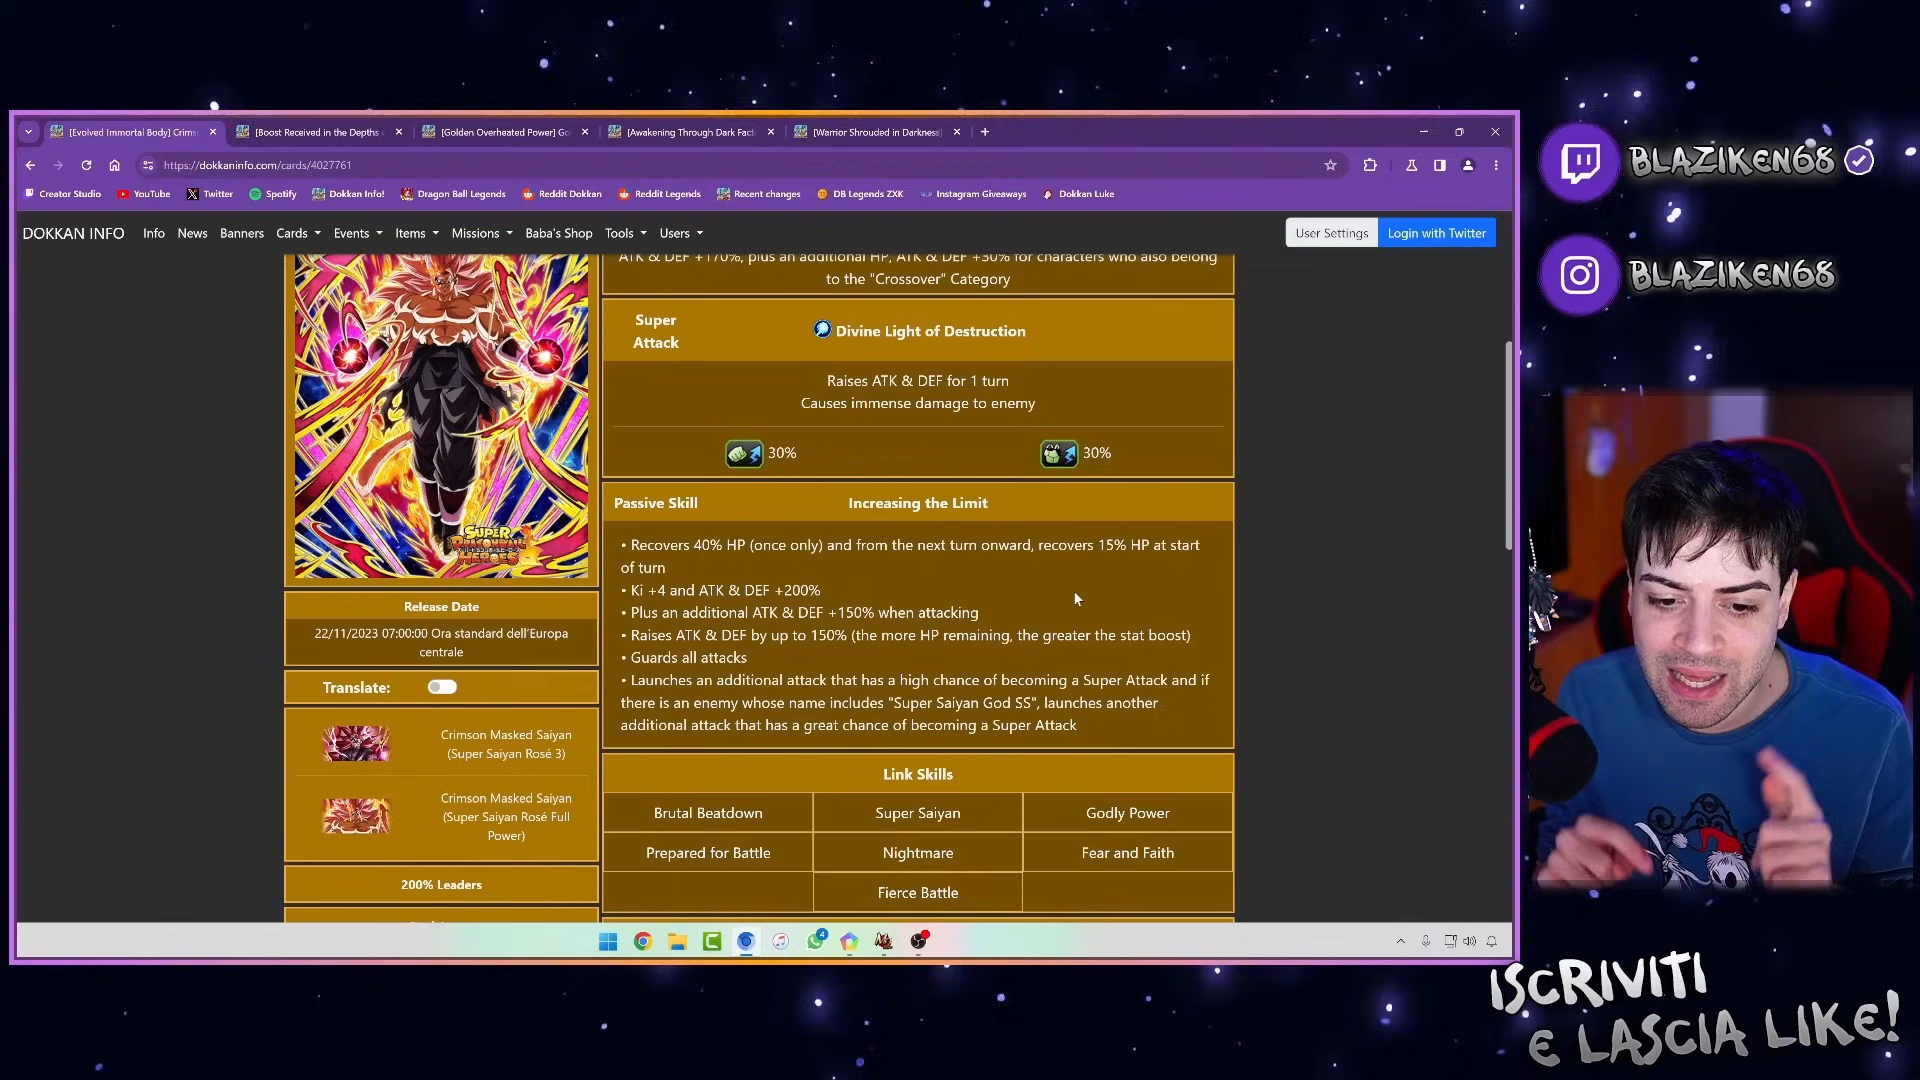 [Evolved Immortal Body] Crims
[Boost Received in the Depths
[Golden Overheated Power] Go
[Awakening Through Dark Fact
[Warrior Shrouded in Darkness]
https://dokkaninfo.com/cards/4027761
Creator Studio YouTube Twitter Spotify Dokkan Info! Dragon Ball Legends Reddit Dokkan Reddit Legends Recent changes DB Legends ZXK Instagram Giveaways Dokkan Luke
DOKKAN INFO Info News Banners Cards Events Items Missions Baba's Shop Tools Users User Settings Login with Twitter
ATK & DEF +170%, plus an additional HP, ATK & DEF +30% for characters who also belong
to the "Crossover" Category
Super
Attack
Divine Light of Destruction
Raises ATK & DEF for 1 turn
Causes immense damage to enemy
30% 30%
Passive Skill Increasing the Limit
• Recovers 40% HP (once only) and from the next turn onward, recovers 15% HP at start
of turn
• Ki +4 and ATK & DEF +200%
• Plus an additional ATK & DEF +150% when attacking
• Raises ATK & DEF by up to 150% (the more HP remaining, the greater the stat boost)
• Guards all attacks
• Launches an additional attack that has a high chance of becoming a Super Attack and if
there is an enemy whose name includes "Super Saiyan God SS", launches another
additional attack that has a great chance of becoming a Super Attack
Link Skills
Brutal Beatdown Super Saiyan Godly Power
Prepared for Battle Nightmare Fear and Faith
Fierce Battle
SUPER
DRAGONBALL
HEROES
Release Date
22/11/2023 07:00:00 Ora standard dell'Europa
centrale
Translate:
Crimson Masked Saiyan
(Super Saiyan Rosé 3)
Crimson Masked Saiyan
(Super Saiyan Rosé Full
Power)
200% Leaders
4
BLAZIKEN68
BLAZIKEN68
ISCRIVITI
E LASCIA LIKE!